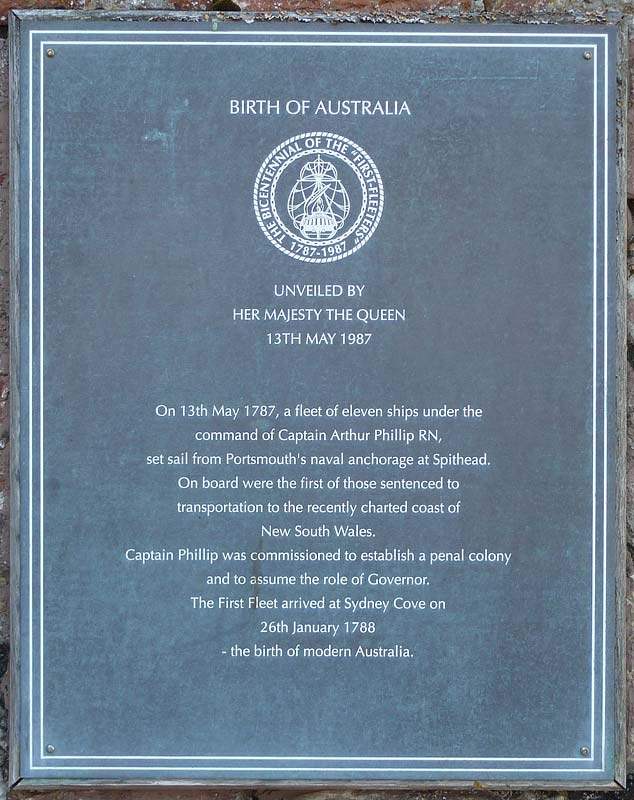 BIRTH OF AUSTRALIA
THE BICENTENNIAL OF THE "FIRST-FLEETERS"
1787-1987
UNVEILED BY
HER MAJESTY THE QUEEN
13TH MAY 1987
On 13th May 1787, a fleet of eleven ships under the
command of Captain Arthur Phillip RN,
set sail from Portsmouth's naval anchorage at Spithead.
On board were the first of those sentenced to
transportation to the recently charted coast of
New South Wales.
Captain Phillip was commissioned to establish a penal colony
and to assume the role of Governor.
The First Fleet arrived at Sydney Cove on
26th January 1788
- the birth of modern Australia.